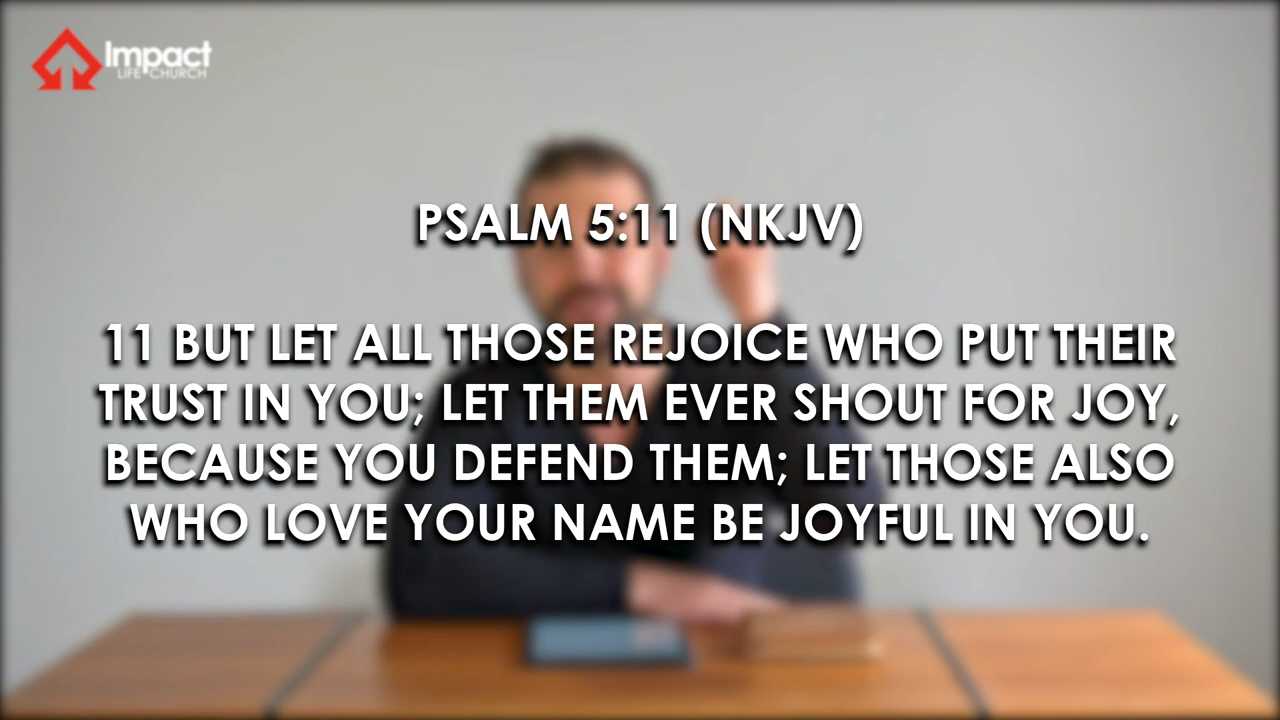 Impact
LIFE CHURCH
PSALM 5:11 (NKJV)
11 BUT LET ALL THOSE REJOICE WHO PUT THEIR
TRUST IN YOU; LET THEM EVER SHOUT FOR JOY,
BECAUSE YOU DEFEND THEM; LET THOSE ALSO
WHO LOVE YOUR NAME BE JOYFUL IN YOU.